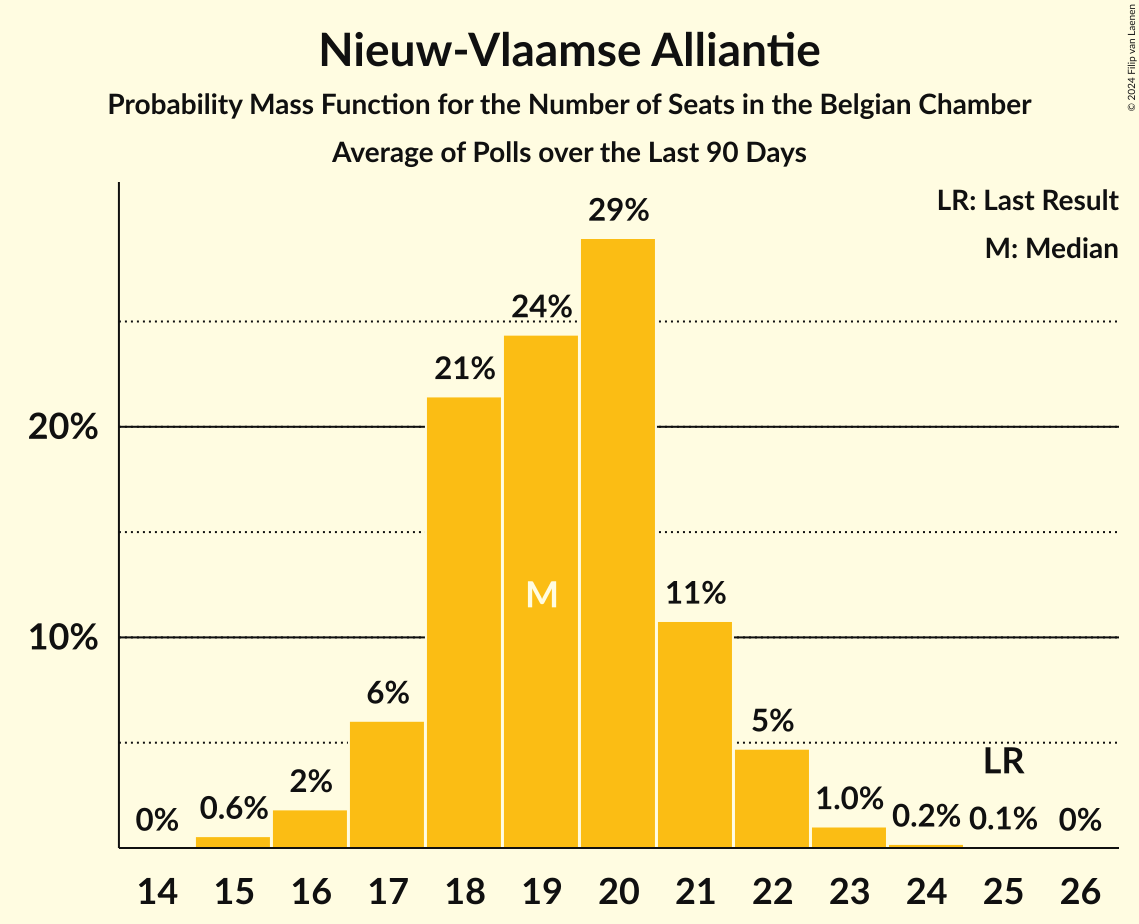 Nieuw-Vlaamse Alliantie
Probability Mass Function for the Number of Seats in the Belgian Chamber
Average of Polls over the Last 90 Days
© 2024 Filip van Laenen
LR: Last Result
M: Median
29%
24%
21%
20%
M
11%
10%
6%
5%
LR
2%
1.0%
0% 0.6% 0.2% 0.1% 0%
14 15 16 17 18 19 20 21 22 23 24 25 26